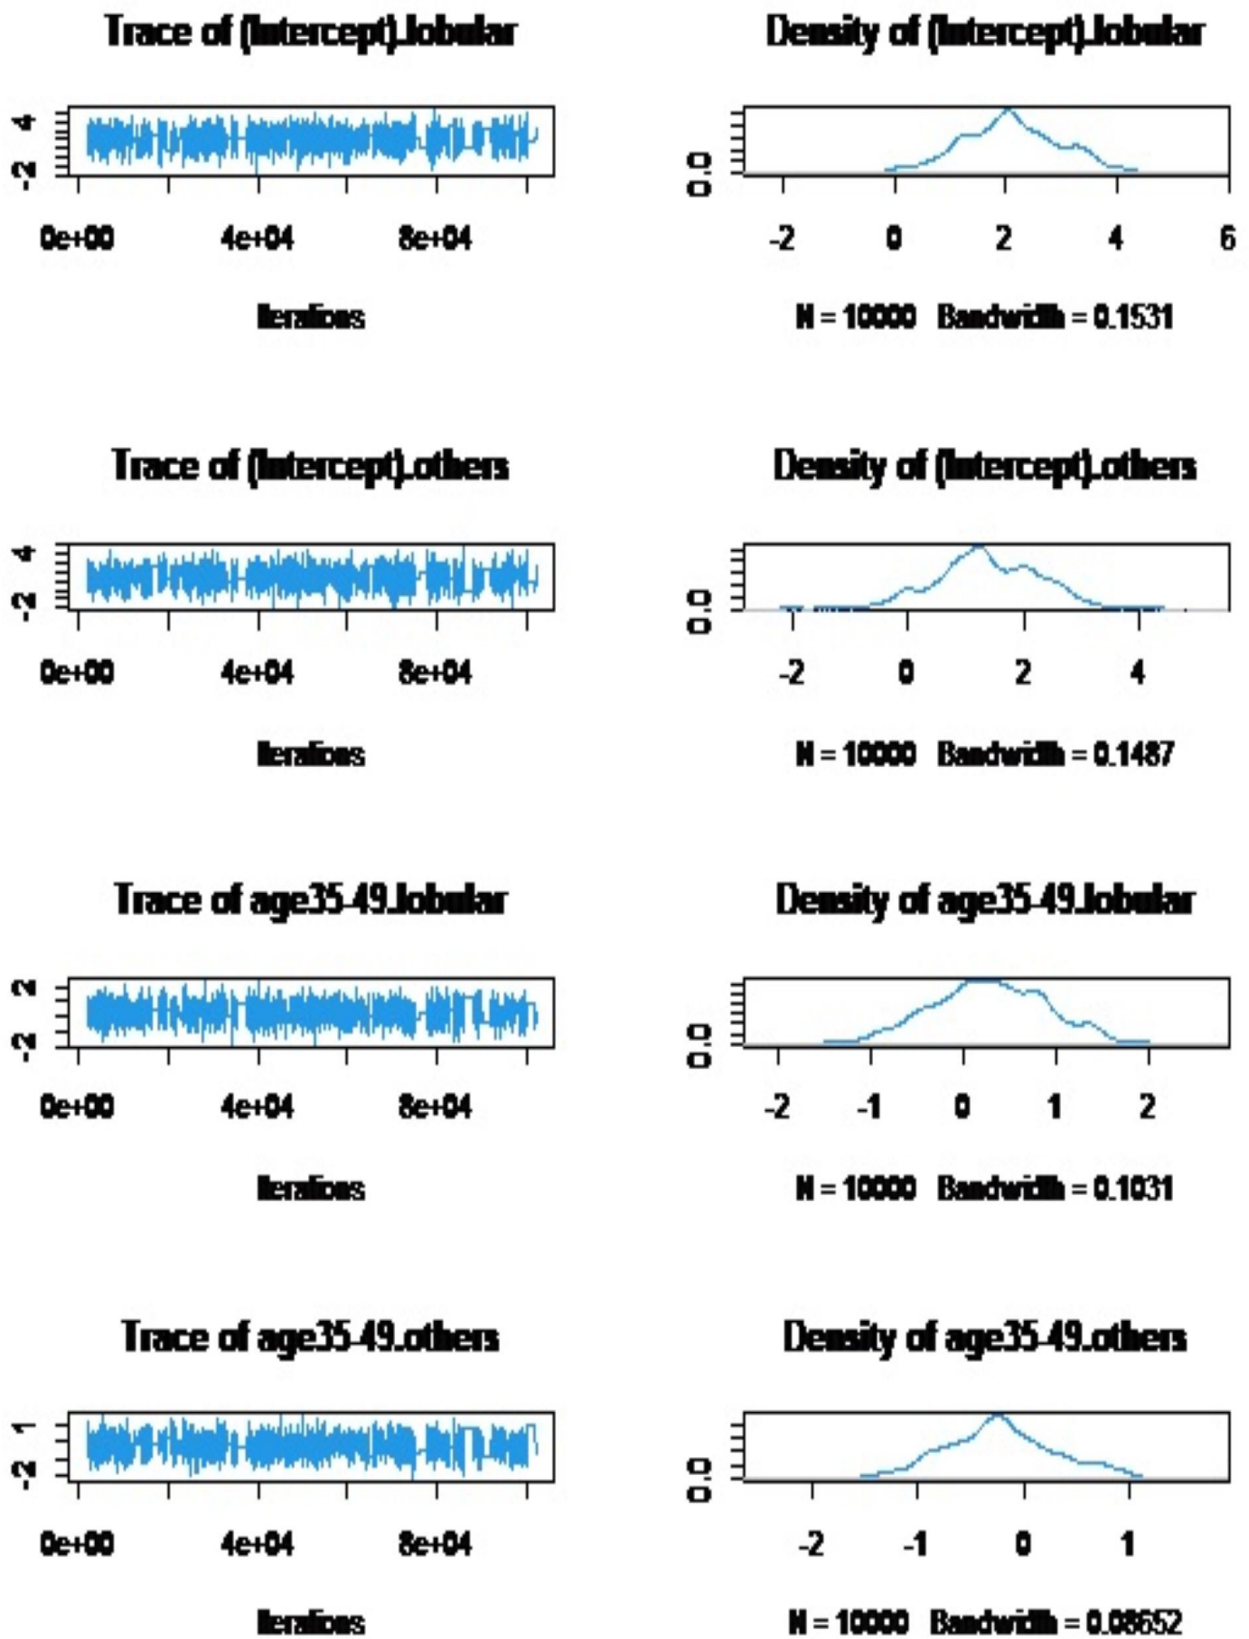 Trace of (Intercept).lobular
Density of (Intercept).lobular
4
-2
0.0
0e+00 4e+04 8e+04
-2 0 2 4 6
Iterations
N = 10000 Bandwidth = 0.1531
Trace of (Intercept).others
Density of (Intercept).others
4
-2
0.0
0e+00 4e+04 8e+04
-2 0 2 4
Iterations
N = 10000 Bandwidth = 0.1487
Trace of age35-49.lobular
Density of age35-49.lobular
2
-2
0.0
0e+00 4e+04 8e+04
-2 -1 0 1 2
Iterations
N = 10000 Bandwidth = 0.1031
Trace of age35-49.others
Density of age35-49.others
1
-2
0.0
0e+00 4e+04 8e+04
-2 -1 0 1
Iterations
N = 10000 Bandwidth = 0.08652